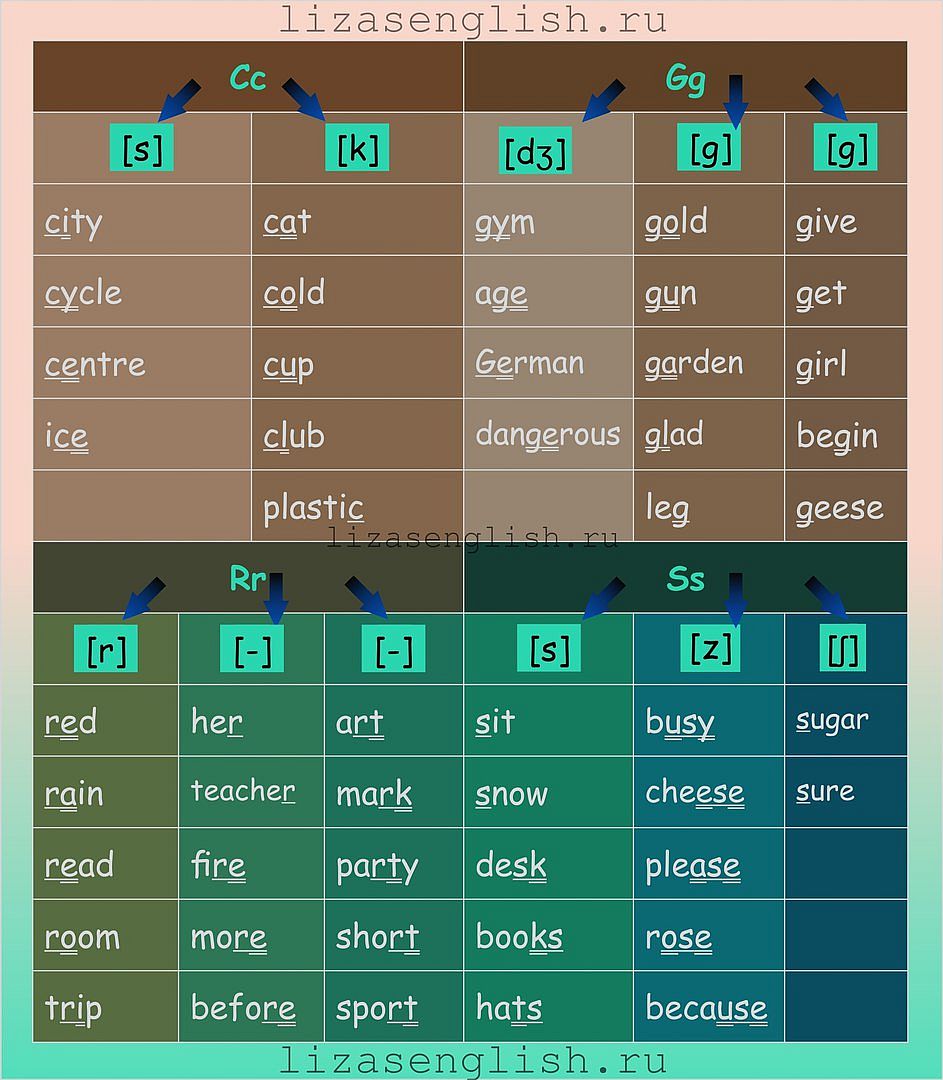 lizasenglish.ru
Cc Gg
[s] [k] [dʒ] [g] [g]
city cat gym gold give
cycle cold age gun get
centre cup German garden girl
ice club dangerous glad begin
plastic leg geese
lizasenglish.ru
Rr Ss
[r] [-] [-] [s] [z] [ʃ]
red her art sit busy sugar
rain teacher mark snow cheese sure
read fire party desk please
room more short books rose
trip before sport hats because
lizasenglish.ru